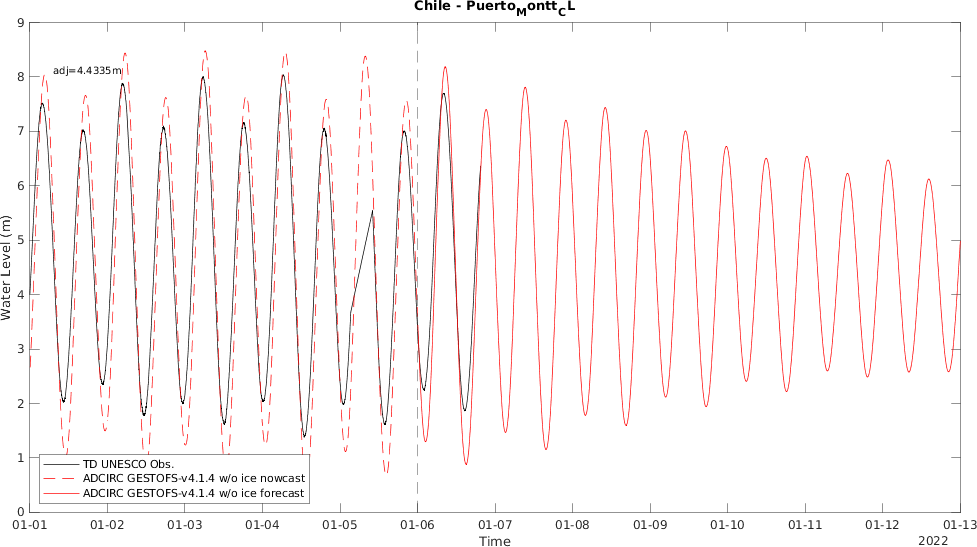 Chile - PuertoMonttCL
9
8
7
6
5
4
3
2
1
0
Water Level (m)
adj=4.4335m
TD UNESCO Obs.
ADCIRC GESTOFS-v4.1.4 w/o ice nowcast
ADCIRC GESTOFS-v4.1.4 w/o ice forecast
01-01 01-02 01-03 01-04 01-05 01-06 01-07 01-08 01-09 01-10 01-11 01-12 01-13
Time
2022